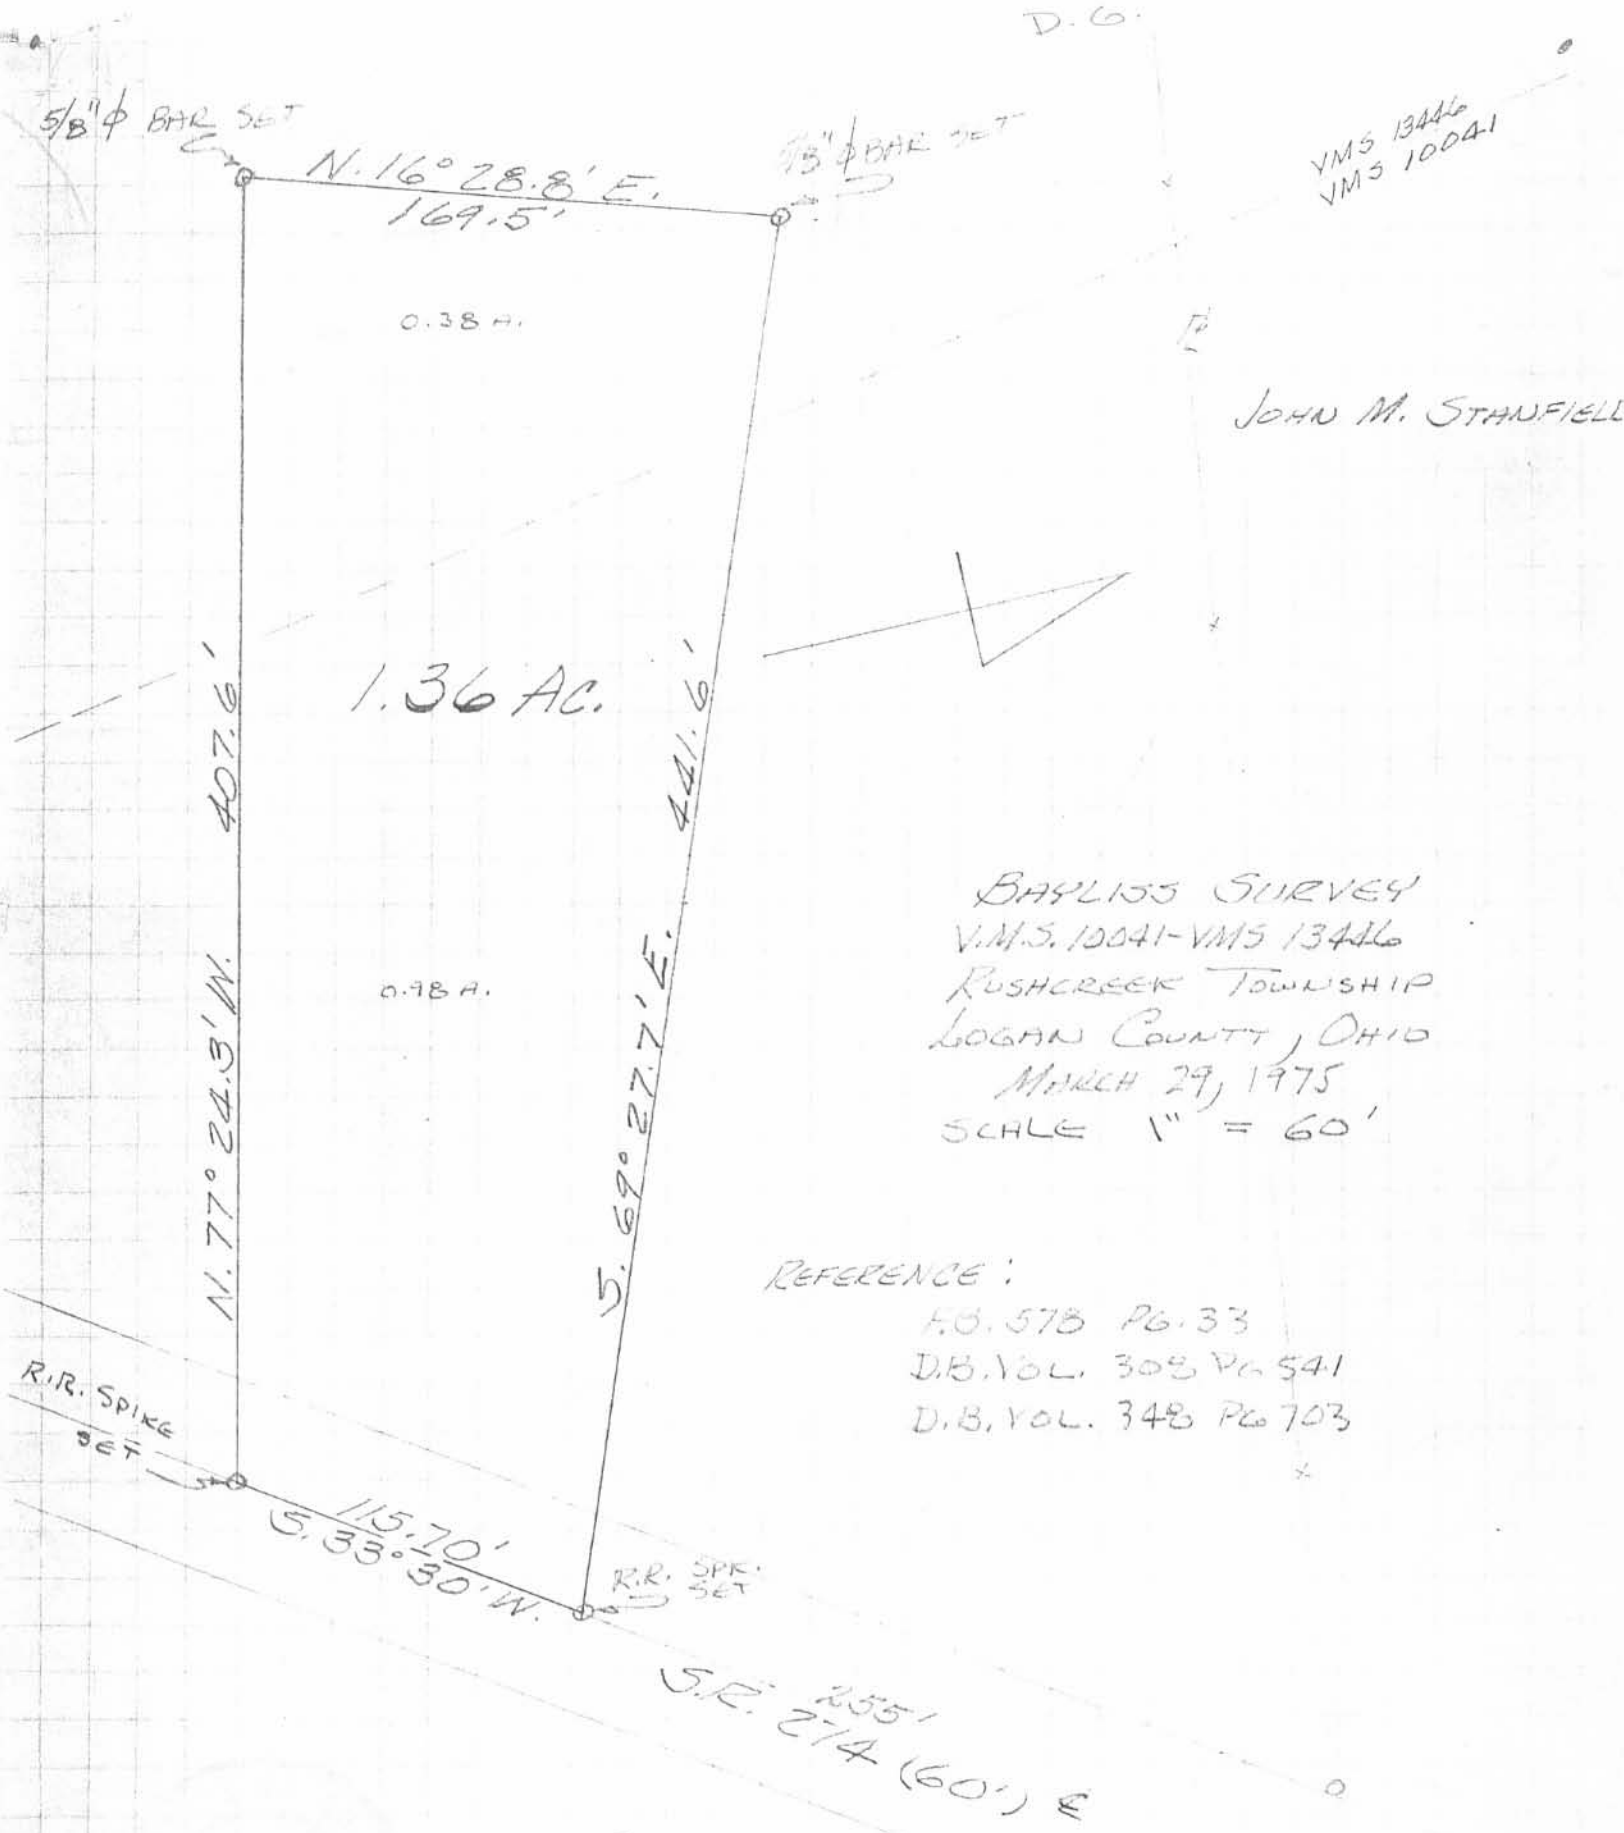 D.G.
5/8"ϕ BAR SET
5/8"ϕ BAR SET
VMS 13446
VMS 10041
N. 16° 28.8' E.
169.5'
0.38 A.
JOHN M. STANFIELD
1.36 AC.
N. 77° 24.3' W. 407.6'
S. 69° 27.7' E. 441.6'
0.98 A.
BAYLISS SURVEY
V.M.S. 10041-VMS 13446
RUSHCREEK TOWNSHIP
LOGAN COUNTY, OHIO
MARCH 29, 1975
SCALE 1" = 60'
REFERENCE:
F.B. 578 PG. 33
D.B. VOL. 308 PG 541
D.B. VOL. 348 PG 703
R.R. SPIKE
SET
115.70'
S. 33° 30' W.
R.R. SPK.
SET
255'
S.R. 274 (60') ℄